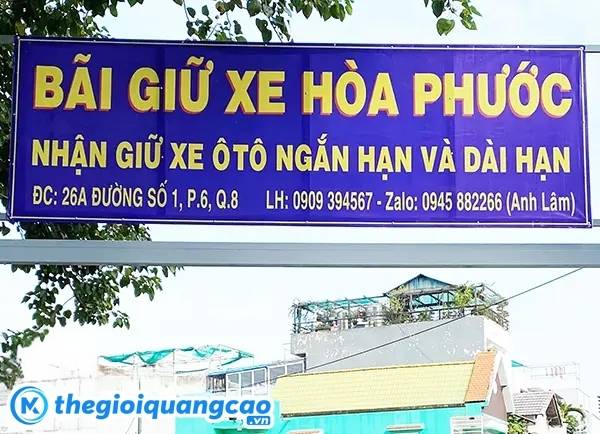 BÃI GIỮ XE HÒA PHƯỚC
NHẬN GIỮ XE ÔTÔ NGẮN HẠN VÀ DÀI HẠN
ĐC: 26A ĐƯỜNG SỐ 1, P.6, Q.8 LH: 0909 394567 - Zalo: 0945 882266 (Anh Lâm)
thegioiquangcao
.vn